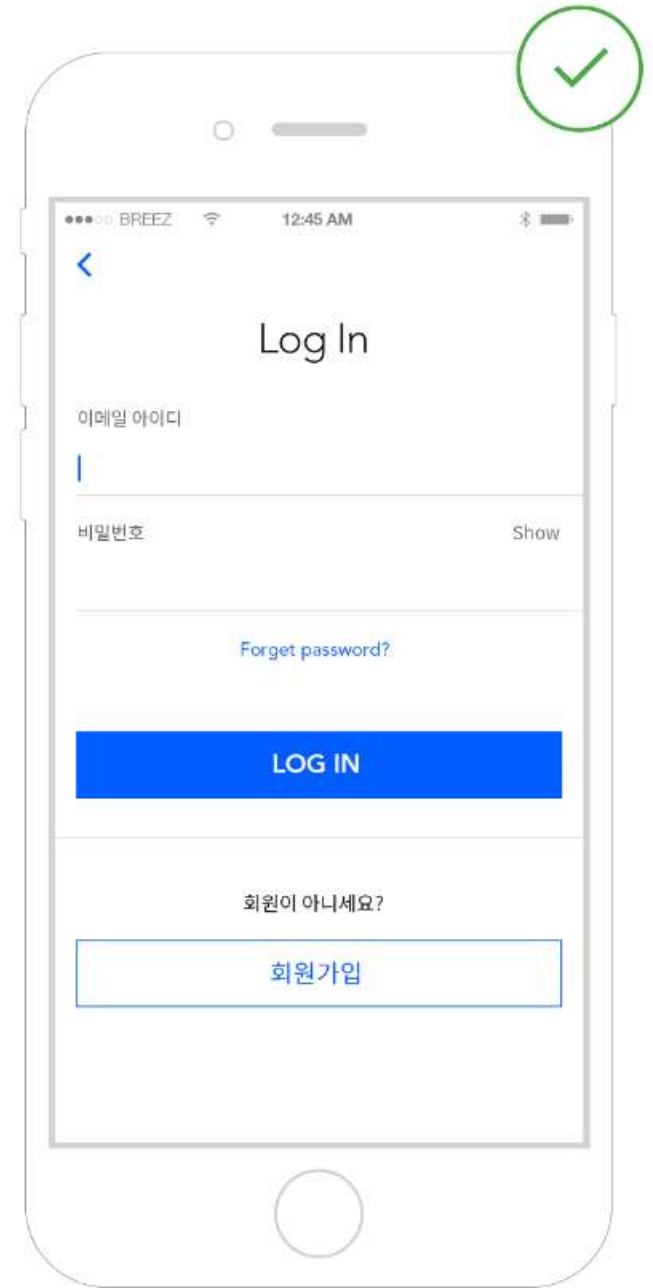 BREEZ 12:45 AM
Log In
이메일 아이디
비밀번호 Show
Forget password?
LOG IN
회원이 아니세요?
회원가입